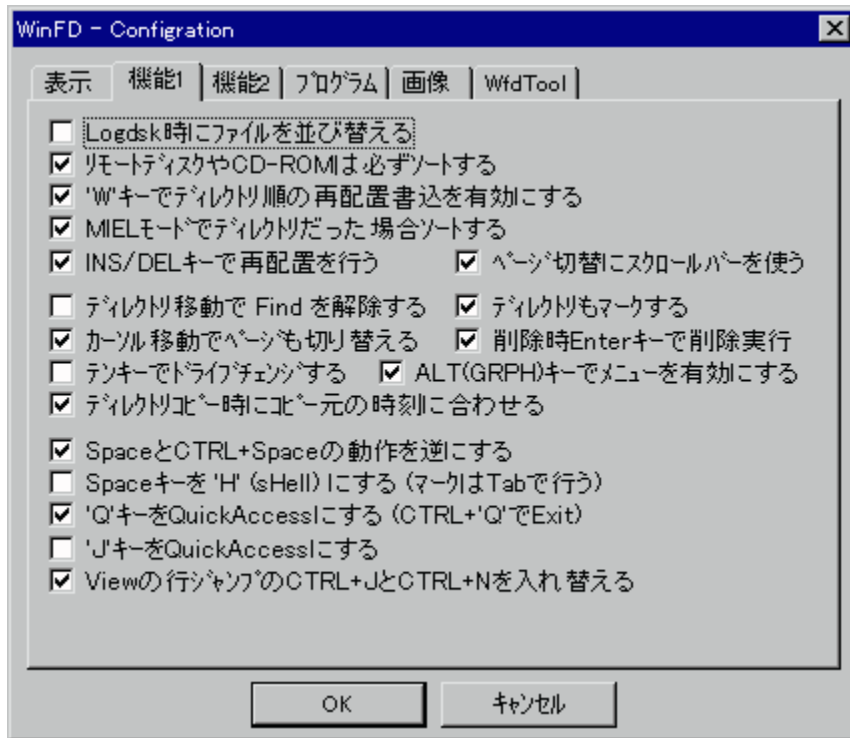 WinFD - Configration
表示 機能1 機能2 プログラム 画像 WfdTool
Logdsk時にファイルを並び替える
リモートディスクやCD-ROMは必ずソートする
'W'キーでディレクトリ順の再配置書込を有効にする
MIELモードでディレクトリだった場合ソートする
INS/DELキーで再配置を行う ページ切替にスクロールバーを使う
ディレクトリ移動で Find を解除する ディレクトリもマークする
カーソル移動でページも切り替える 削除時Enterキーで削除実行
テンキーでドライブチェンジする ALT(GRPH)キーでメニューを有効にする
ディレクトリコピー時にコピー元の時刻に合わせる
SpaceとCTRL+Spaceの動作を逆にする
Spaceキーを 'H' (sHell) にする (マークはTabで行う)
'Q'キーをQuickAccessにする (CTRL+'Q'でExit)
'J'キーをQuickAccessにする
Viewの行ジャンプのCTRL+JとCTRL+Nを入れ替える
OK キャンセル